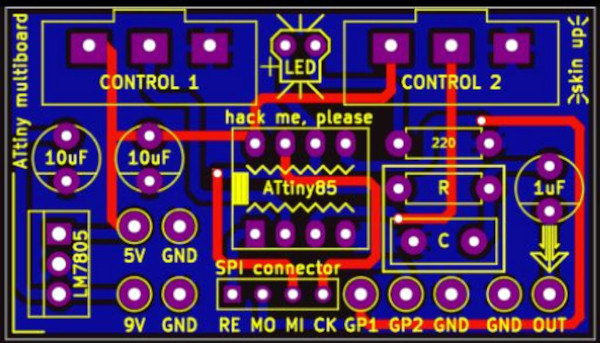 ATtiny multiboard
CONTROL 1
+
LED
CONTROL 2
skin up
hack me, please
10uF
10uF
ATtiny85
220
R
C
1uF
LM7805
5V GND
9V GND
SPI connector
RE MO MI CK GP1 GP2 GND GND OUT